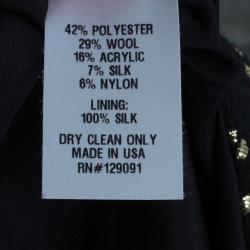 42% POLYESTER
29% WOOL
16% ACRYLIC
7% SILK
6% NYLON
LINING:
100% SILK
DRY CLEAN ONLY
MADE IN USA
RN#129091